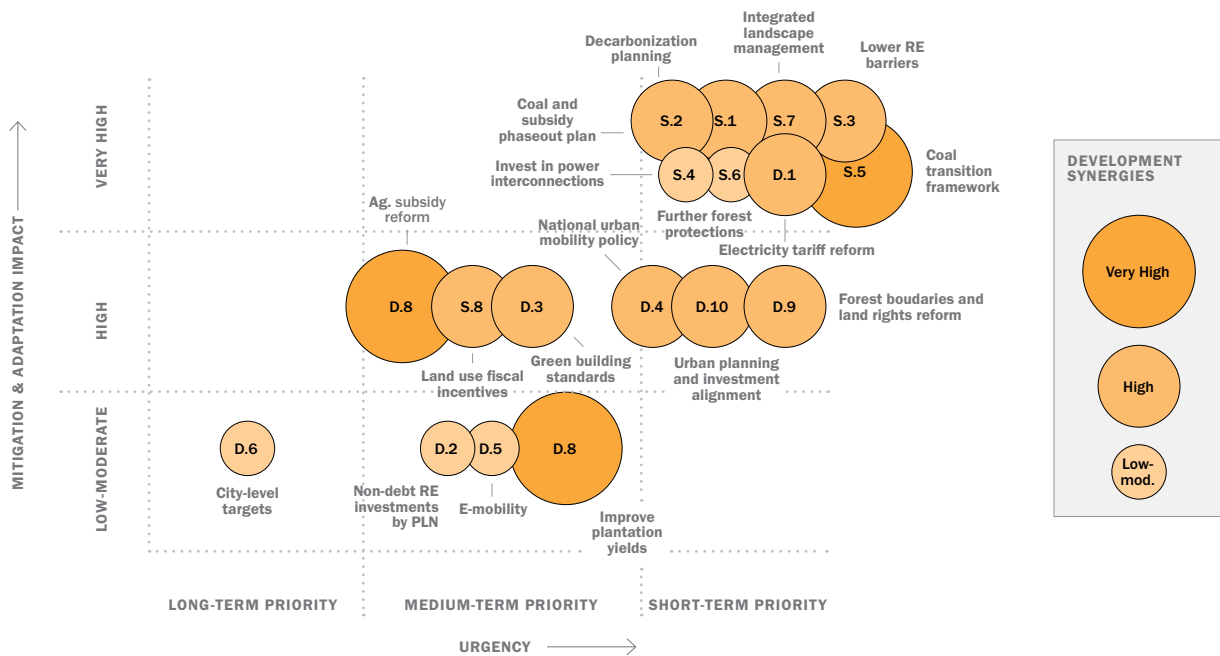 Integrated
landscape
management
Decarbonization
planning
Lower RE
barriers
Coal and
subsidy
phaseout plan
S.2
S.1
S.7
S.3
Invest in power
interconnections
S.4
S.6
D.1
S.5
Coal
transition
framework
Further forest
protections
Electricity tariff reform
VERY HIGH
Ag. subsidy
reform
National urban
mobility policy
D.8
S.8
D.3
D.4
D.10
D.9
Forest boudaries and
land rights reform
Land use fiscal
incentives
Green building
standards
Urban planning
and investment
alignment
HIGH
D.6
D.2
D.5
D.8
City-level
targets
Non-debt RE
investments
by PLN
E-mobility
Improve
plantation
yields
LOW-MODERATE
MITIGATION & ADAPTATION IMPACT
LONG-TERM PRIORITY
MEDIUM-TERM PRIORITY
SHORT-TERM PRIORITY
URGENCY
DEVELOPMENT
SYNERGIES
Very High
High
Low-
mod.